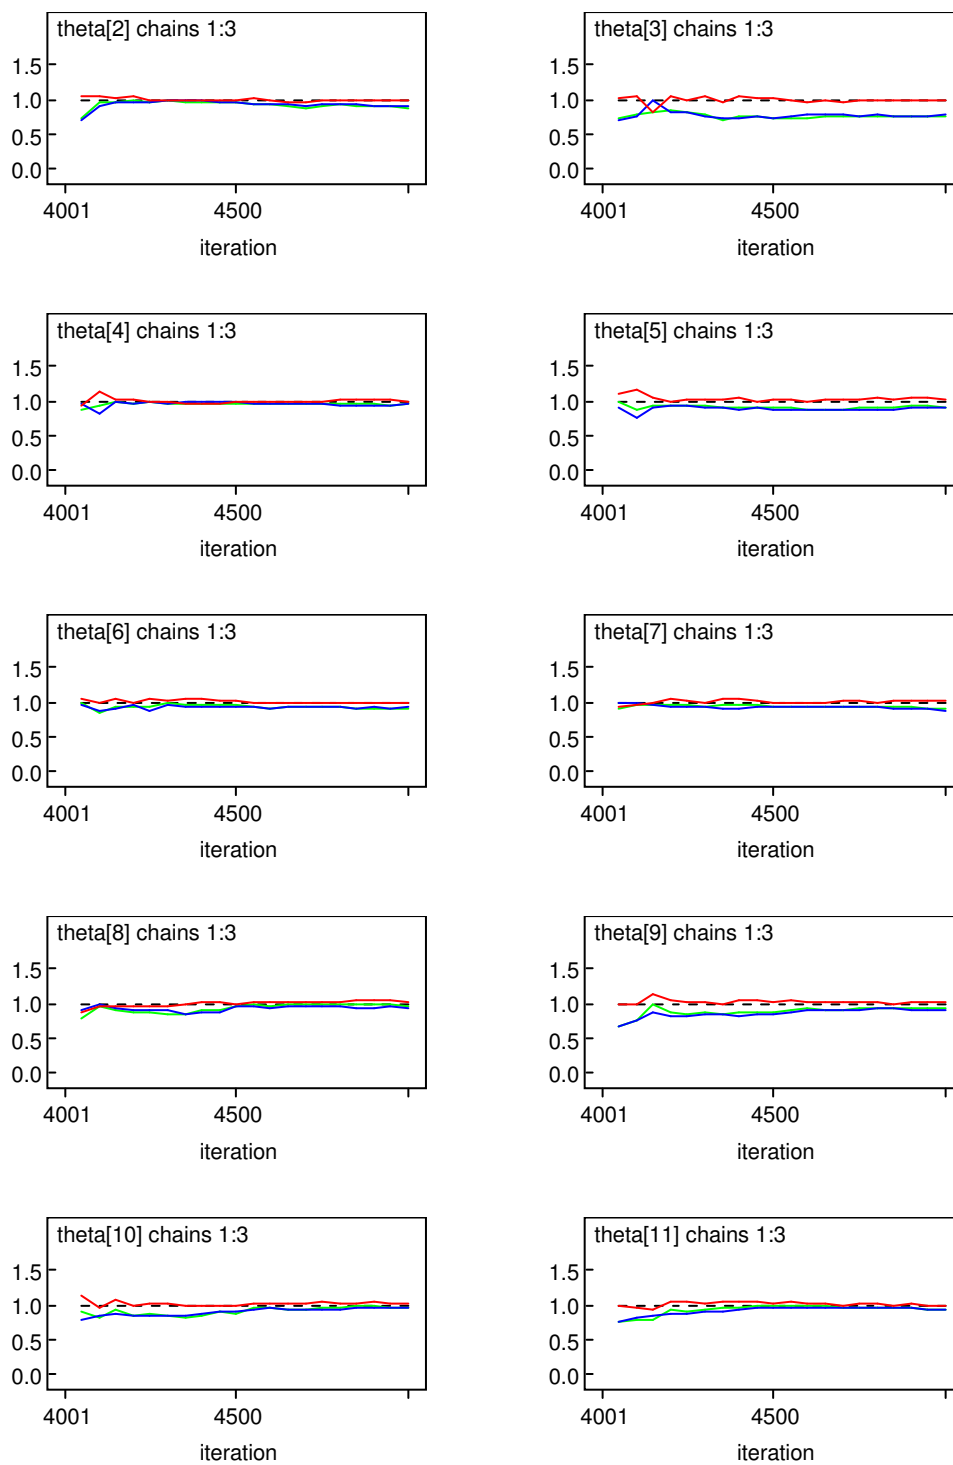 theta[2] chains 1:3
1.5
1.0
0.5
0.0
4001 4500
iteration
theta[3] chains 1:3
1.5
1.0
0.5
0.0
4001 4500
iteration
theta[4] chains 1:3
1.5
1.0
0.5
0.0
4001 4500
iteration
theta[5] chains 1:3
1.5
1.0
0.5
0.0
4001 4500
iteration
theta[6] chains 1:3
1.5
1.0
0.5
0.0
4001 4500
iteration
theta[7] chains 1:3
1.5
1.0
0.5
0.0
4001 4500
iteration
theta[8] chains 1:3
1.5
1.0
0.5
0.0
4001 4500
iteration
theta[9] chains 1:3
1.5
1.0
0.5
0.0
4001 4500
iteration
theta[10] chains 1:3
1.5
1.0
0.5
0.0
4001 4500
iteration
theta[11] chains 1:3
1.5
1.0
0.5
0.0
4001 4500
iteration